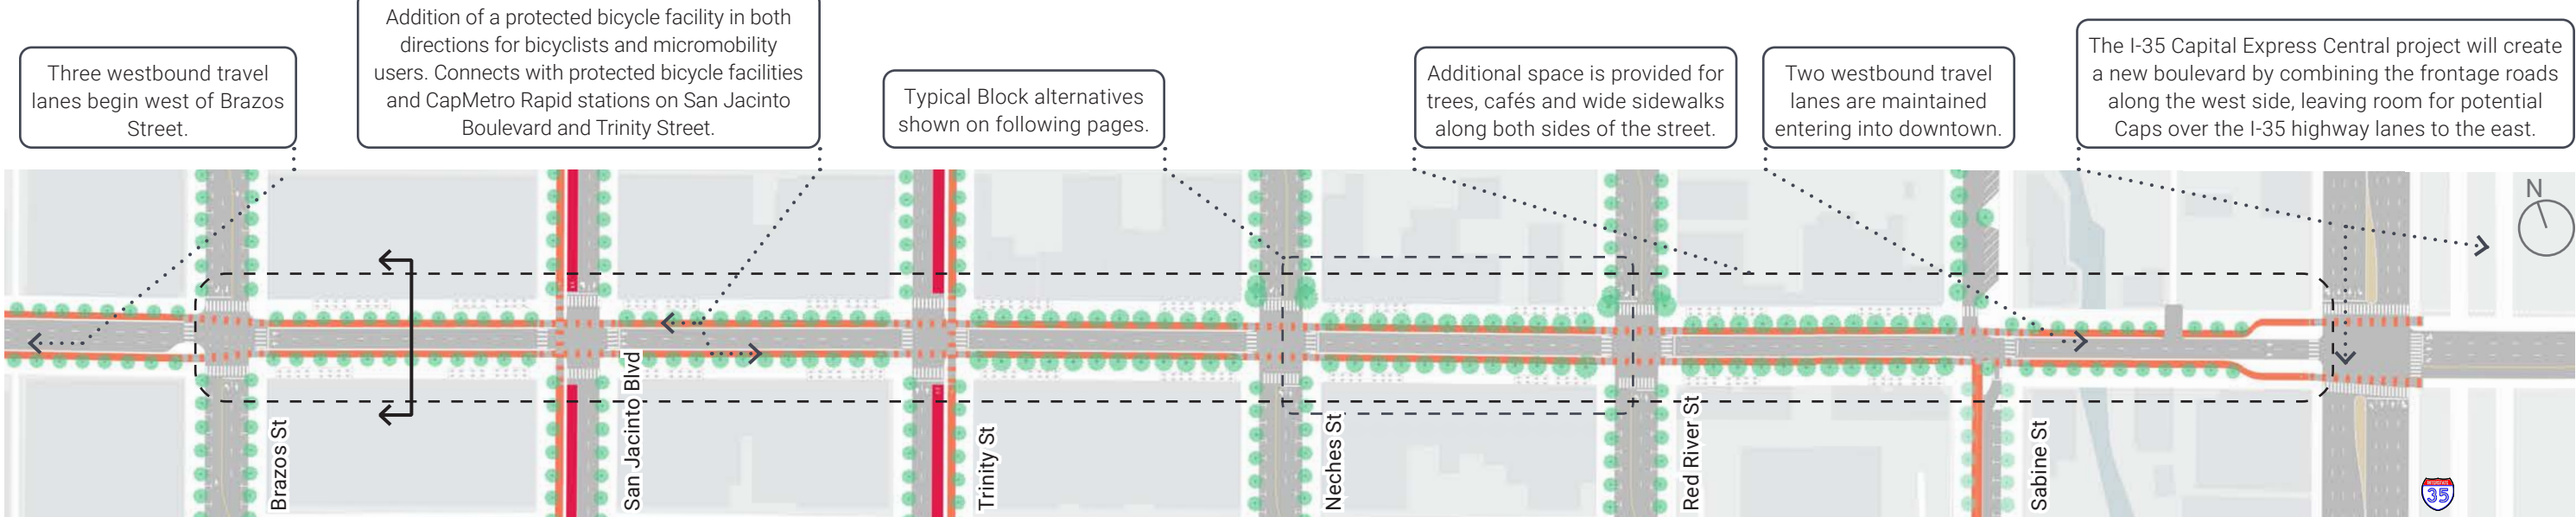 Three westbound travel
lanes begin west of Brazos
Street.
Addition of a protected bicycle facility in both
directions for bicyclists and micromobility
users. Connects with protected bicycle facilities
and CapMetro Rapid stations on San Jacinto
Boulevard and Trinity Street.
Typical Block alternatives
shown on following pages.
Additional space is provided for
trees, cafés and wide sidewalks
along both sides of the street.
Two westbound travel
lanes are maintained
entering into downtown.
The I-35 Capital Express Central project will create
a new boulevard by combining the frontage roads
along the west side, leaving room for potential
Caps over the I-35 highway lanes to the east.
N
Brazos St
San Jacinto Blvd
Trinity St
Neches St
Red River St
Sabine St
INTERSTATE
35